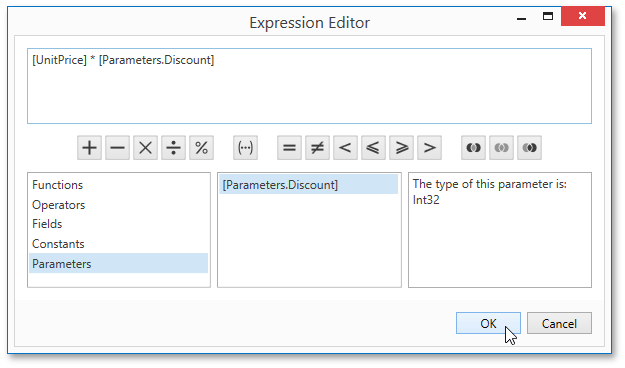 Expression Editor
[UnitPrice] * [Parameters.Discount]
+ − × ÷ % (···) = ≠ < ⩽ ⩾ >
Functions
Operators
Fields
Constants
Parameters
[Parameters.Discount]
The type of this parameter is:
Int32
OK Cancel